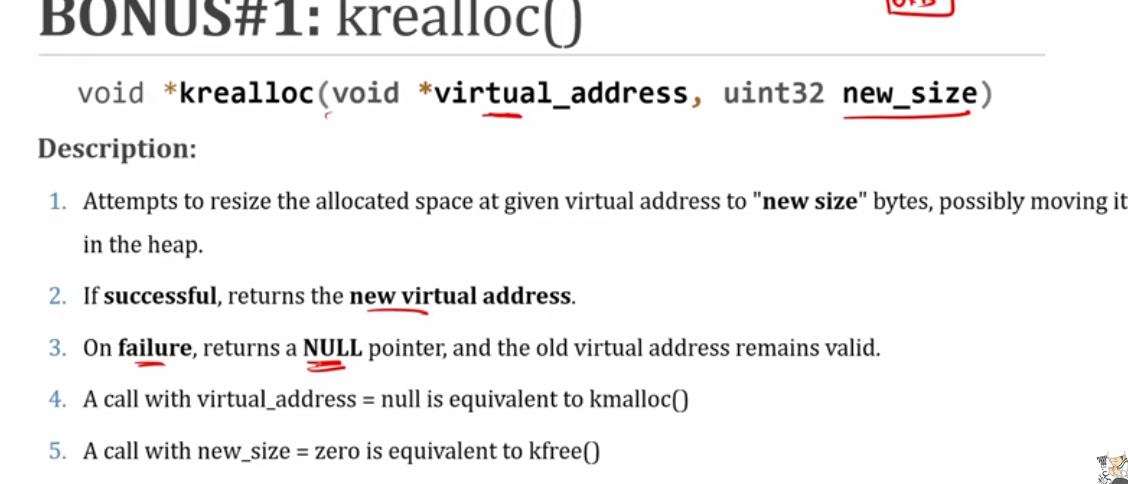 BONUS#1: krealloc()
void *krealloc(void *virtual_address, uint32 new_size)
Description:
1. Attempts to resize the allocated space at given virtual address to "new size" bytes, possibly moving it
in the heap.
2. If successful, returns the new virtual address.
3. On failure, returns a NULL pointer, and the old virtual address remains valid.
4. A call with virtual_address = null is equivalent to kmalloc()
5. A call with new_size = zero is equivalent to kfree()